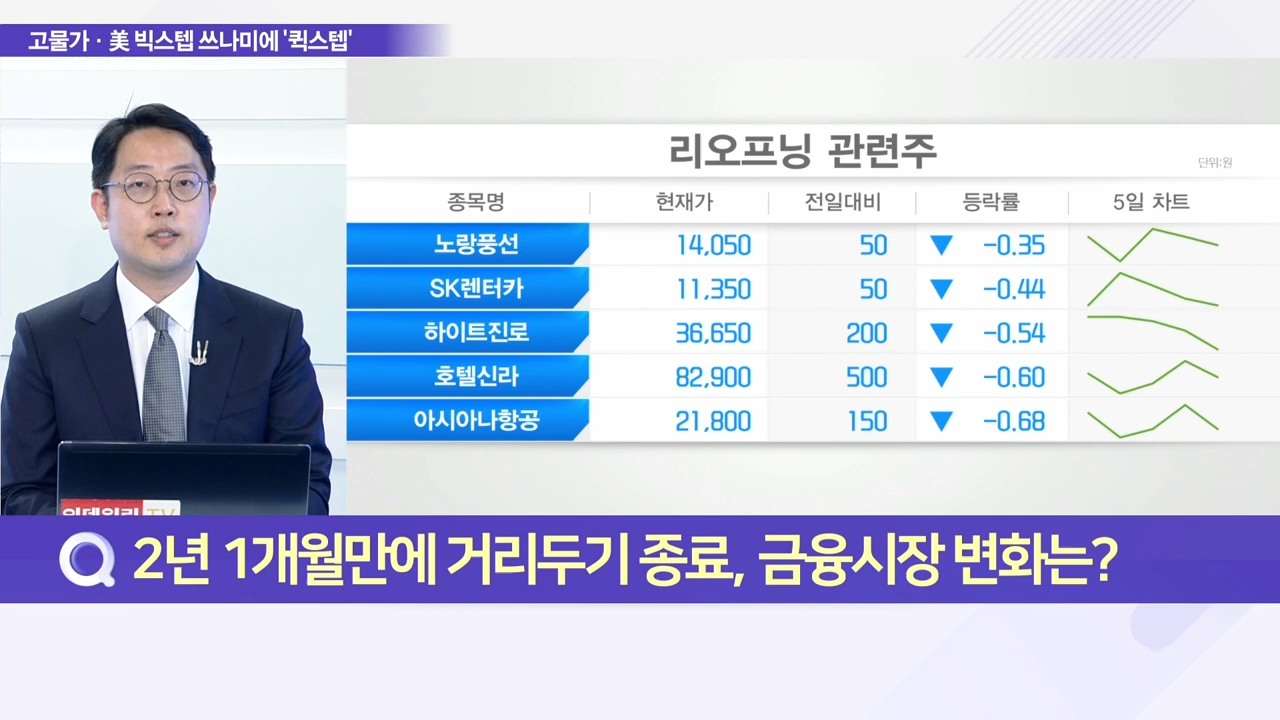 고물가 · 美 빅스텝 쓰나미에 '퀵스텝'
리오프닝 관련주
단위:원
종목명 현재가 전일대비 등락률 5일 차트
노랑풍선 14,050 50 ▼ -0.35
SK렌터카 11,350 50 ▼ -0.44
하이트진로 36,650 200 ▼ -0.54
호텔신라 82,900 500 ▼ -0.60
아시아나항공 21,800 150 ▼ -0.68
이데일리 TV
Q 2년 1개월만에 거리두기 종료, 금융시장 변화는?